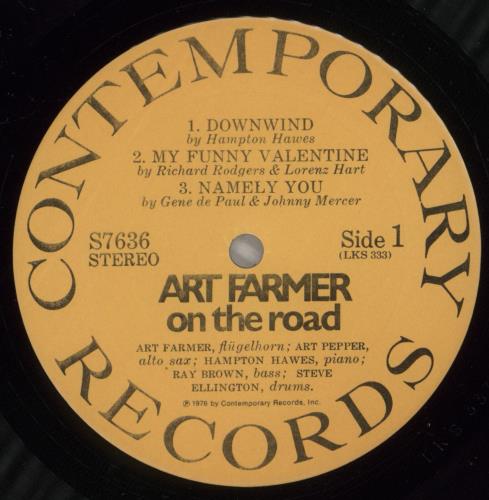 CONTEMPORARY
RECORDS
1. DOWNWIND
by Hampton Hawes
2. MY FUNNY VALENTINE
by Richard Rodgers & Lorenz Hart
3. NAMELY YOU
by Gene de Paul & Johnny Mercer
S7636
STEREO
Side 1
(LKS 333)
ART FARMER
on the road
ART FARMER, flügelhorn; ART PEPPER,
alto sax; HAMPTON HAWES, piano;
RAY BROWN, bass; STEVE
ELLINGTON, drums.
℗ 1976 by Contemporary Records, Inc.